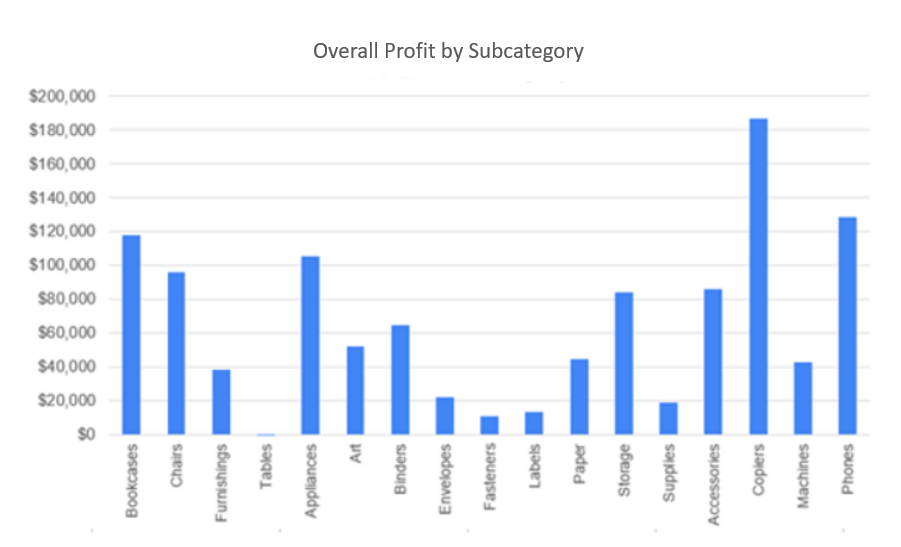 Overall Profit by Subcategory
$200,000
$180,000
$160,000
$140,000
$120,000
$100,000
$80,000
$60,000
$40,000
$20,000
$0
Bookcases
Chairs
Furnishings
Tables
Appliances
Art
Binders
Envelopes
Fasteners
Labels
Paper
Storage
Supplies
Accessories
Copiers
Machines
Phones